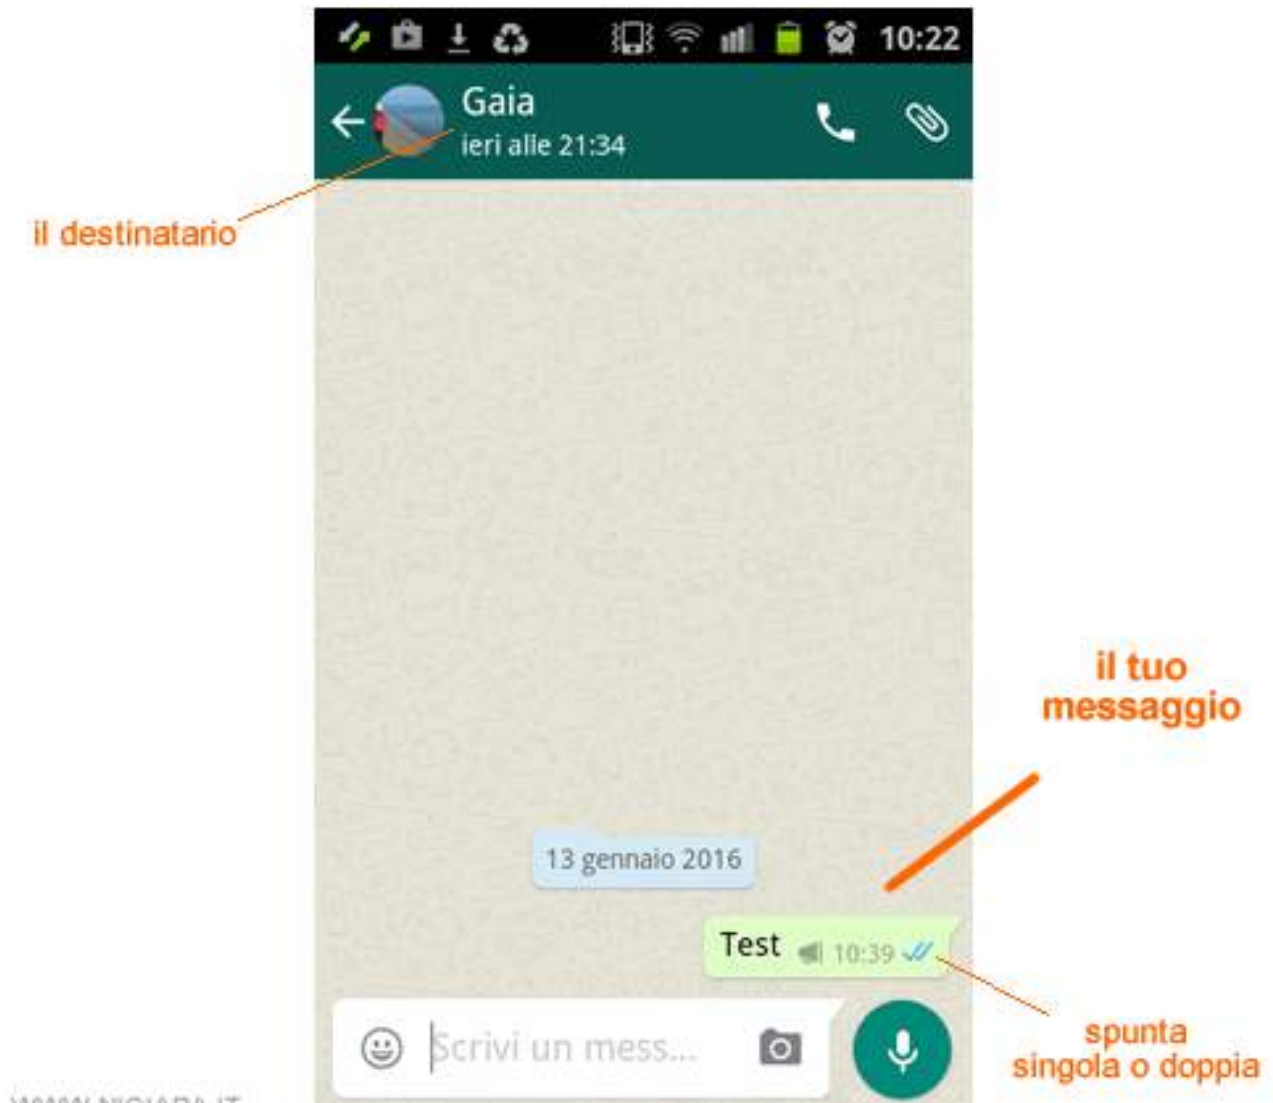 10:22
Gaia
ieri alle 21:34
il destinatario
il tuo
messaggio
13 gennaio 2016
Test 10:39
Scrivi un mess...
spunta
singola o doppia